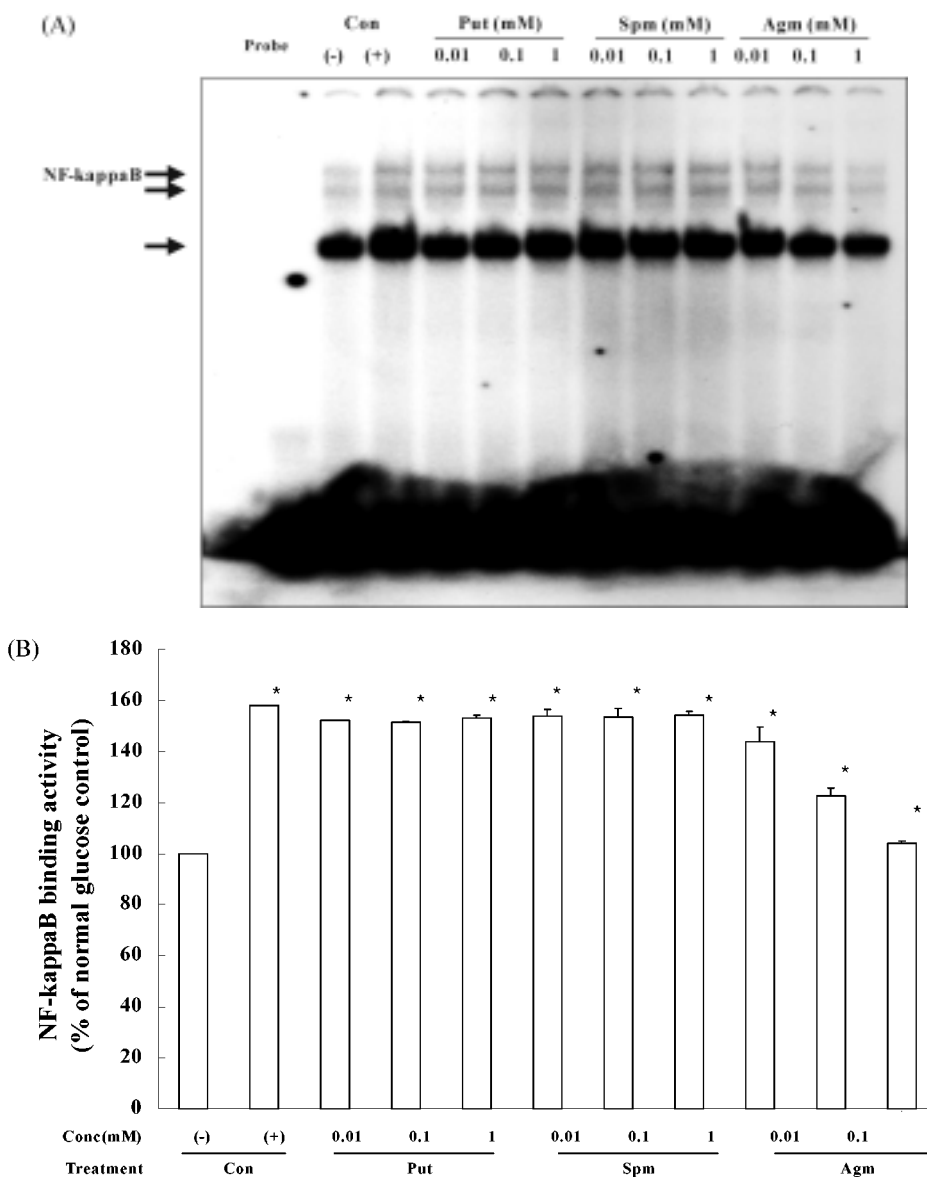 (A)
Con Put (mM) Spm (mM) Agm (mM)
Probe (-) (+) 0.01 0.1 1 0.01 0.1 1 0.01 0.1 1
NF-kappaB
(B)
NF-kappaB binding activity
(% of normal glucose control)
180
160
140
120
100
80
60
40
20
0
* * * * * * * * * *
Conc(mM) (-) (+) 0.01 0.1 1 0.01 0.1 1 0.01 0.1
Treatment Con Put Spm Agm